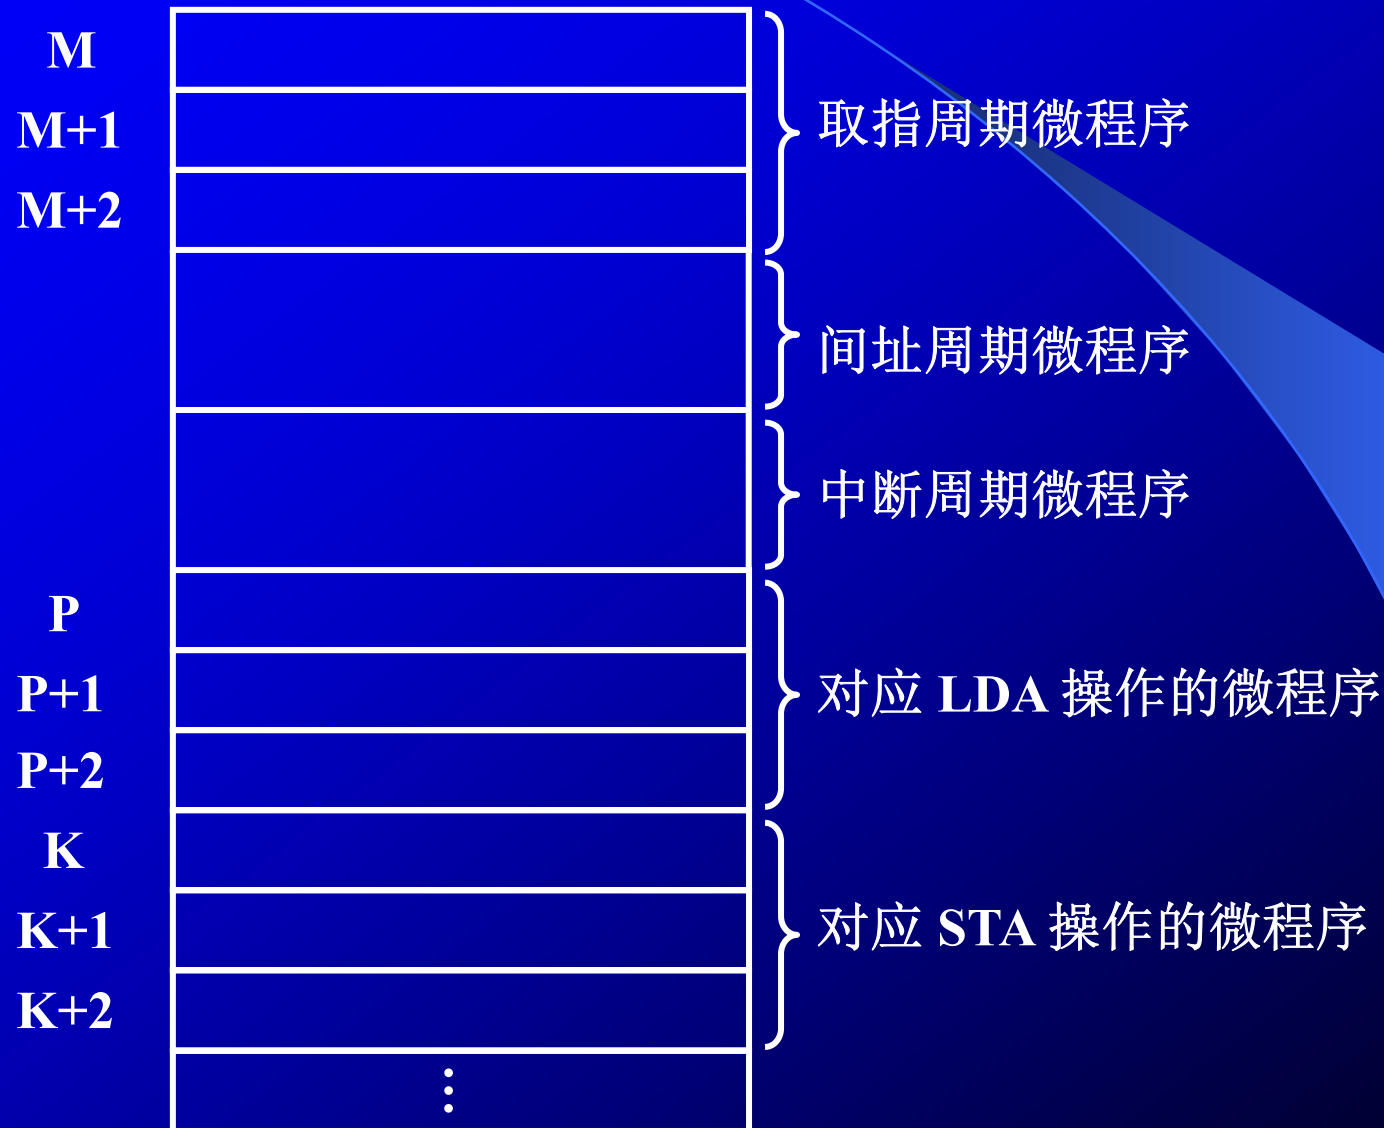 M
M+1
取指周期微程序
M+2
间址周期微程序
中断周期微程序
P
P+1
对应 LDA 操作的微程序
P+2
K
K+1
对应 STA 操作的微程序
K+2
⋮